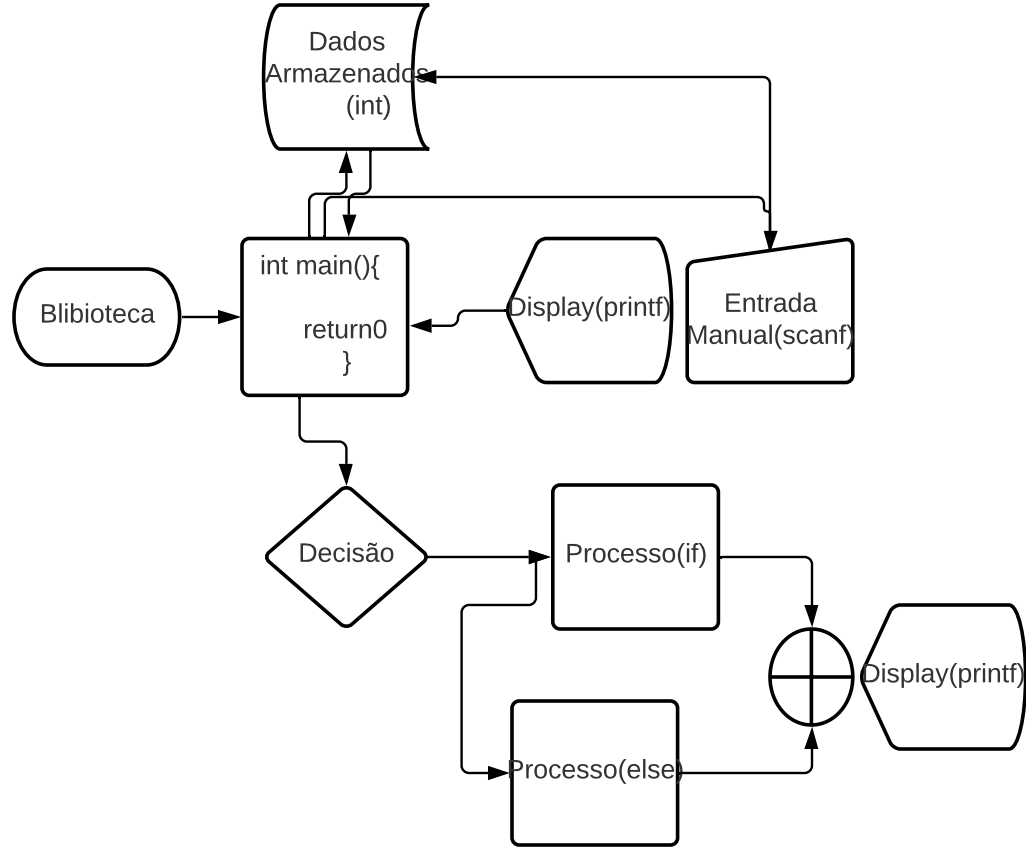 Dados
Armazenados
(int)
int main(){
return0
}
Blibioteca
Display(printf)
Entrada
Manual(scanf)
Decisão
Processo(if)
Display(printf)
Processo(else)